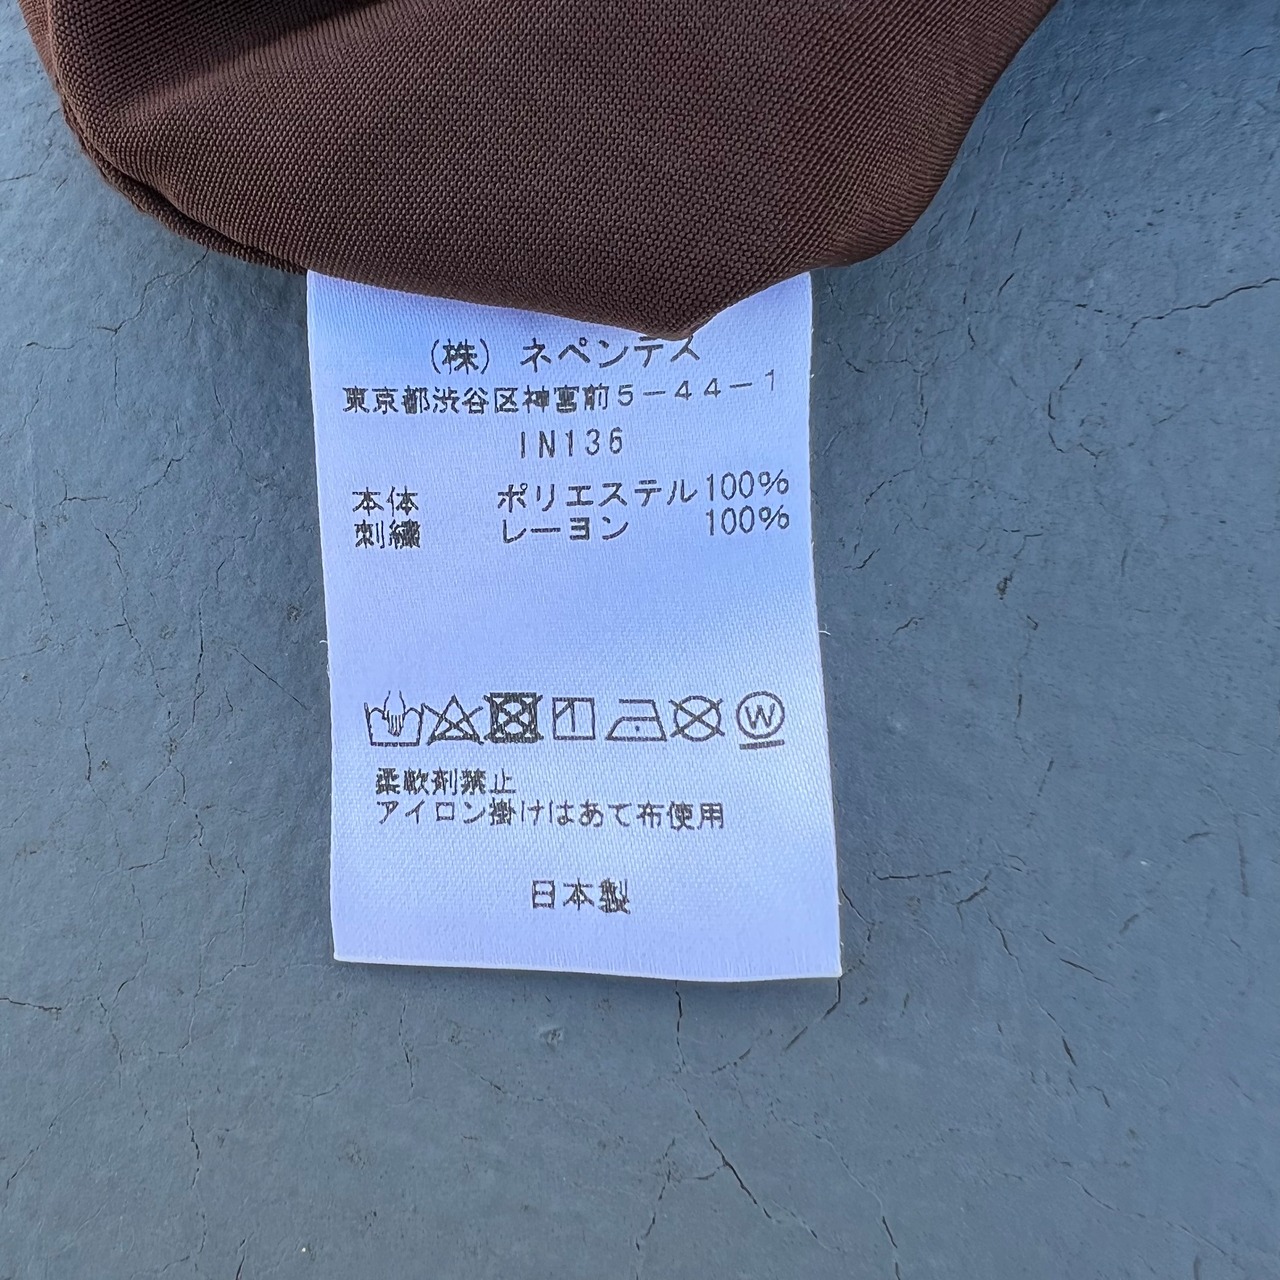 (株) ネペンテス
東京都渋谷区神宮前5-44-1
IN136
本体 ポリエステル100%
刺繍 レーヨン 100%
W
柔軟剤禁止
アイロン掛けはあて布使用
日本製